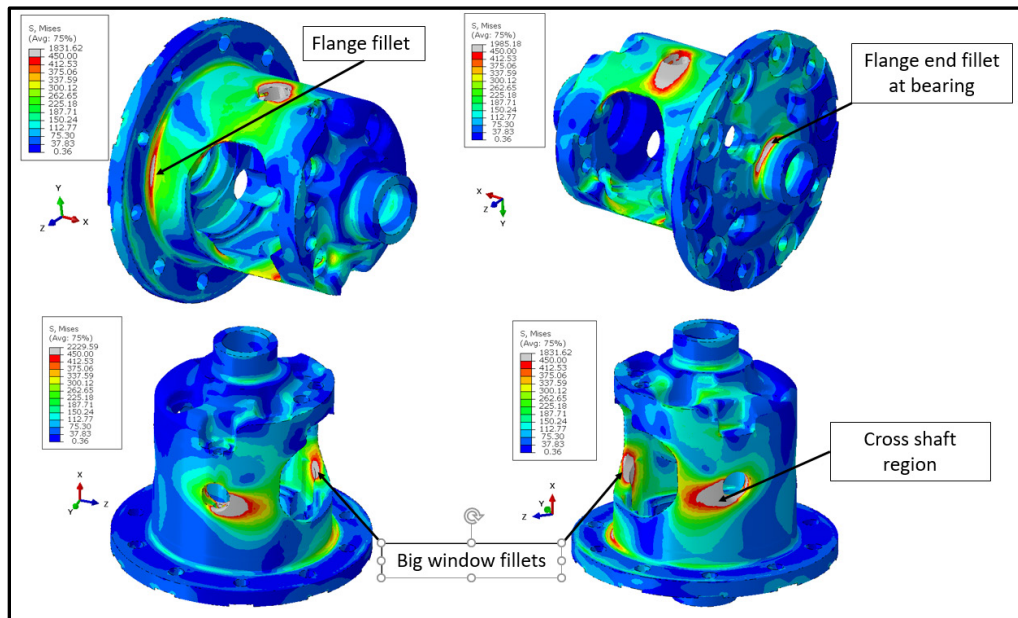 S, Mises
(Avg: 75%)
1831.62
450.00
412.53
375.06
337.59
300.12
262.65
225.18
187.71
150.24
112.77
75.30
37.83
0.36
Flange fillet
Y
X
Z
S, Mises
(Avg: 75%)
1985.18
450.00
412.53
375.06
337.59
300.12
262.65
225.18
187.71
150.24
112.77
75.30
37.83
0.36
Flange end fillet
at bearing
X
Z
Y
S, Mises
(Avg: 75%)
2229.59
450.00
412.53
375.06
337.59
300.12
262.65
225.18
187.71
150.24
112.77
75.30
37.83
0.36
X
Y
Z
Big window fillets
S, Mises
(Avg: 75%)
1831.62
450.00
412.53
375.06
337.59
300.12
262.65
225.18
187.71
150.24
112.77
75.30
37.83
0.36
X
Z
Y
Cross shaft
region